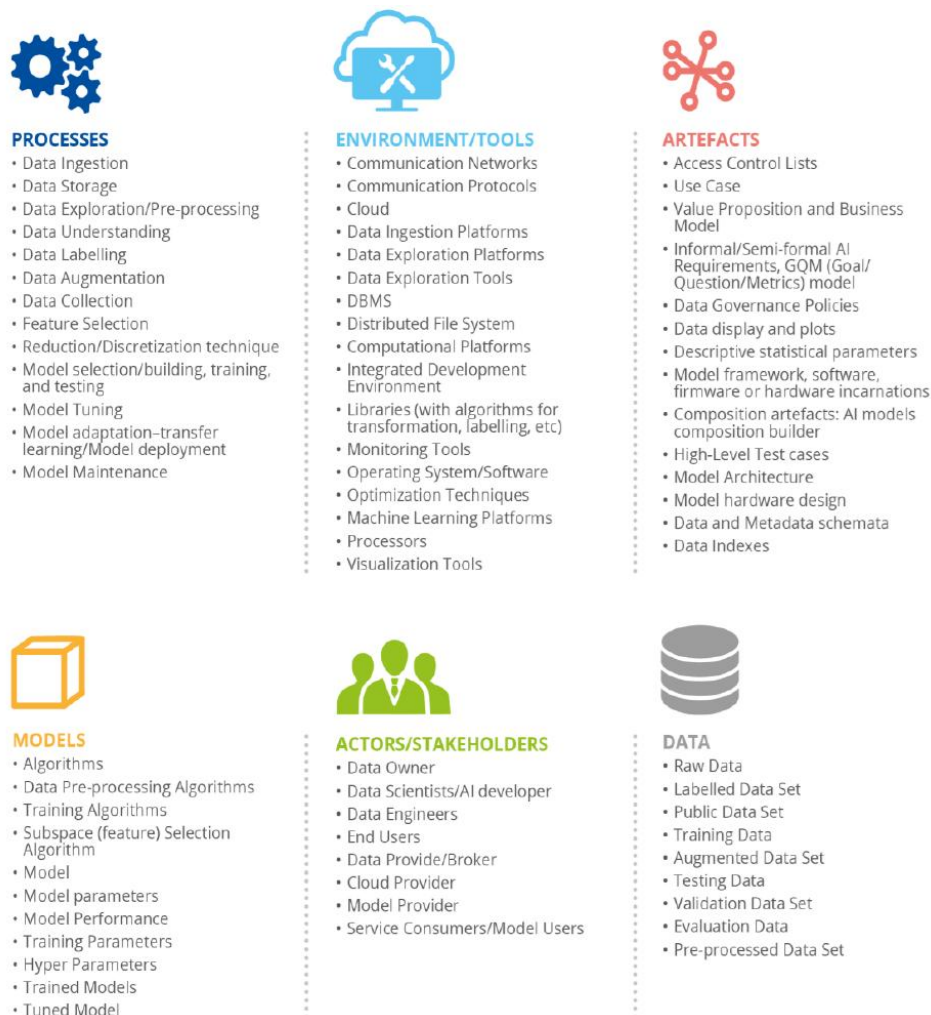 PROCESSES
• Data Ingestion
• Data Storage
• Data Exploration/Pre-processing
• Data Understanding
• Data Labelling
• Data Augmentation
• Data Collection
• Feature Selection
• Reduction/Discretization technique
• Model selection/building, training,
and testing
• Model Tuning
• Model adaptation–transfer
learning/Model deployment
• Model Maintenance
ENVIRONMENT/TOOLS
• Communication Networks
• Communication Protocols
• Cloud
• Data Ingestion Platforms
• Data Exploration Platforms
• Data Exploration Tools
• DBMS
• Distributed File System
• Computational Platforms
• Integrated Development
Environment
• Libraries (with algorithms for
transformation, labelling, etc)
• Monitoring Tools
• Operating System/Software
• Optimization Techniques
• Machine Learning Platforms
• Processors
• Visualization Tools
ARTEFACTS
• Access Control Lists
• Use Case
• Value Proposition and Business
Model
• Informal/Semi-formal AI
Requirements, GQM (Goal/
Question/Metrics) model
• Data Governance Policies
• Data display and plots
• Descriptive statistical parameters
• Model framework, software,
firmware or hardware incarnations
• Composition artefacts: AI models
composition builder
• High-Level Test cases
• Model Architecture
• Model hardware design
• Data and Metadata schemata
• Data Indexes
MODELS
• Algorithms
• Data Pre-processing Algorithms
• Training Algorithms
• Subspace (feature) Selection
Algorithm
• Model
• Model parameters
• Model Performance
• Training Parameters
• Hyper Parameters
• Trained Models
• Tuned Model
ACTORS/STAKEHOLDERS
• Data Owner
• Data Scientists/AI developer
• Data Engineers
• End Users
• Data Provide/Broker
• Cloud Provider
• Model Provider
• Service Consumers/Model Users
DATA
• Raw Data
• Labelled Data Set
• Public Data Set
• Training Data
• Augmented Data Set
• Testing Data
• Validation Data Set
• Evaluation Data
• Pre-processed Data Set